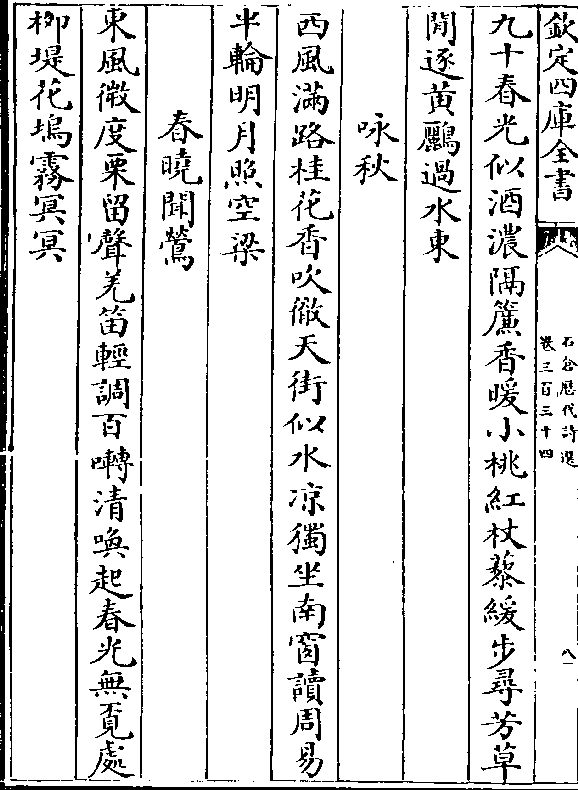 欽定四庫全書
石倉歷代詩選
卷三百三十四
八
九十春光似酒濃隔簾香暖小桃紅杖藜緩步尋芳草
閒逐黄鸝過水東
咏秋
西風滿路桂花香吹徹天街似水凉獨坐南窗讀周易
半輪明月照空梁
春曉聞鶯
東風微度栗留聲羌笛輕調百囀清喚起春光無覔處
栁堤花塢霧冥冥